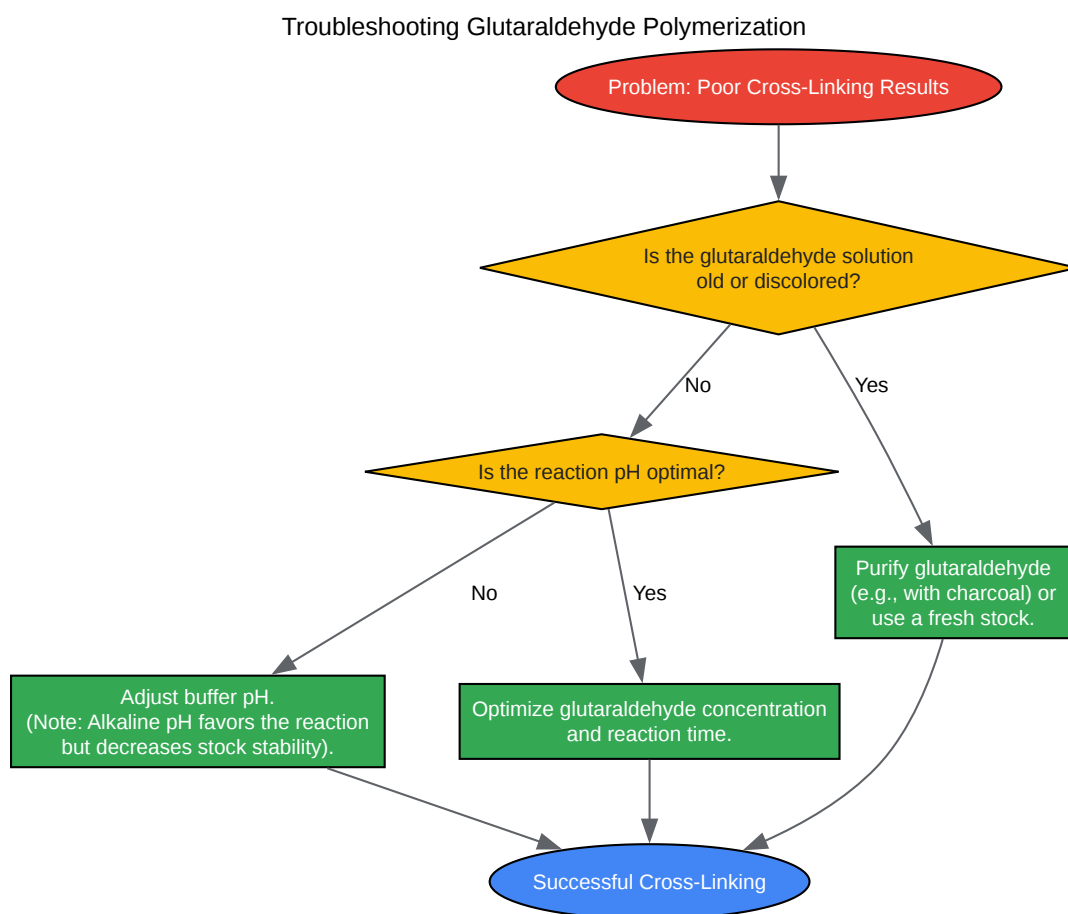 Troubleshooting Glutaraldehyde Polymerization
Problem: Poor Cross-Linking Results
Is the glutaraldehyde solution
old or discolored?
No
Yes
Is the reaction pH optimal?
Purify glutaraldehyde
(e.g., with charcoal) or
use a fresh stock.
No
Yes
Adjust buffer pH.
(Note: Alkaline pH favors the reaction
but decreases stock stability).
Optimize glutaraldehyde concentration
and reaction time.
Successful Cross-Linking